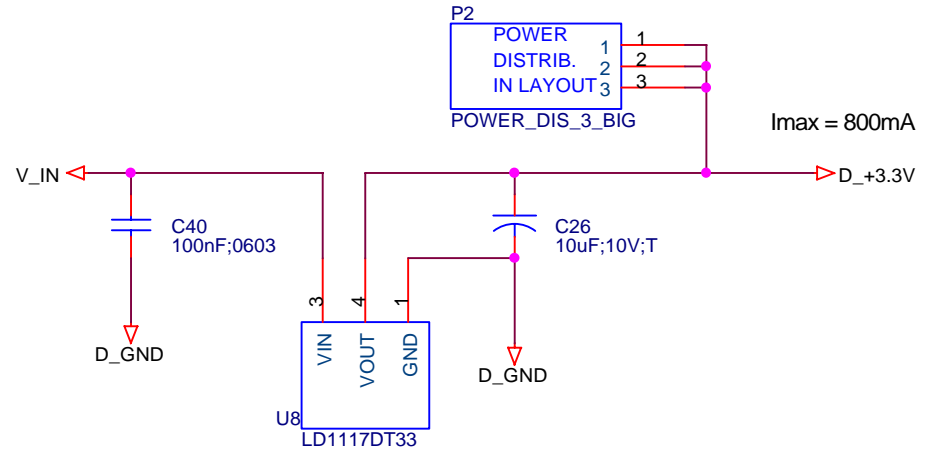 P2
POWER
DISTRIB.
IN LAYOUT
1
2
3
1
2
3
POWER_DIS_3_BIG
Imax = 800mA
V_IN
D_+3.3V
C40
100nF;0603
C26
10uF;10V;T
3
4
1
D_GND
VIN
VOUT
GND
D_GND
U8
LD1117DT33